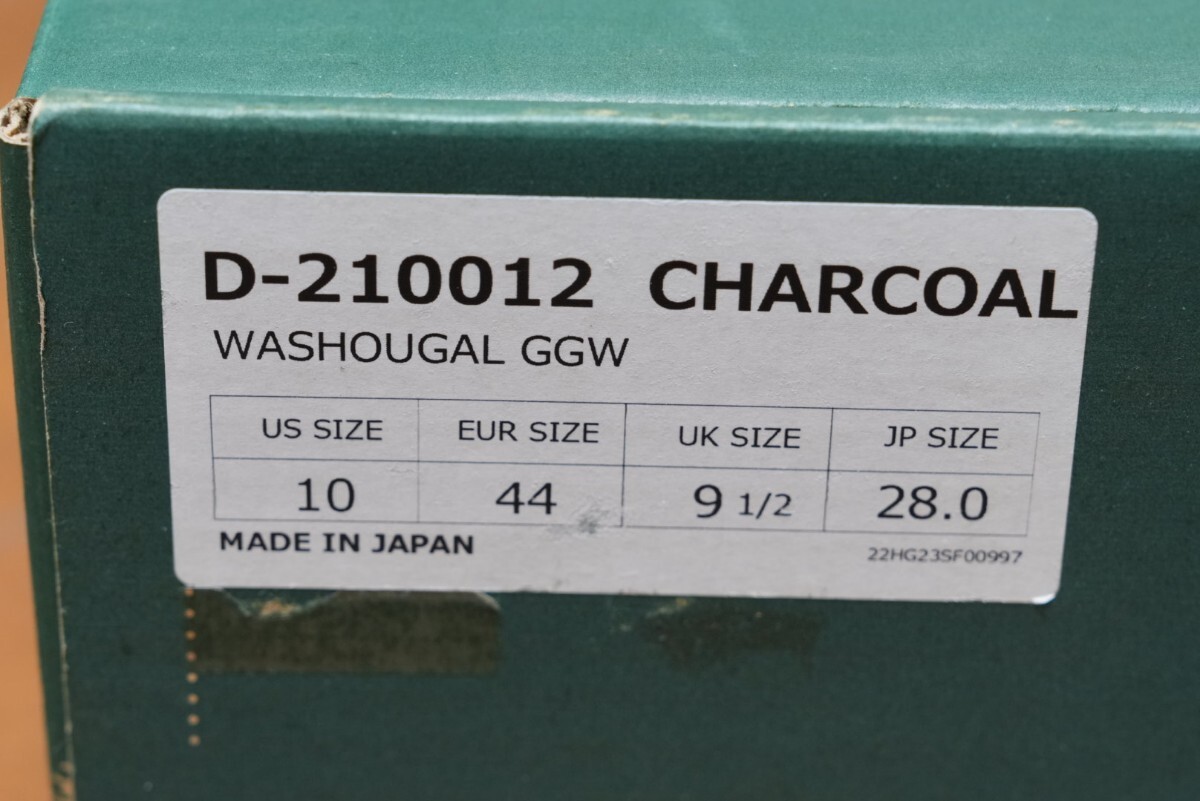 D-210012 CHARCOAL
WASHOUGAL GGW
US SIZE EUR SIZE UK SIZE JP SIZE
10 44 9 1/2 28.0
MADE IN JAPAN 22HG23SF00997